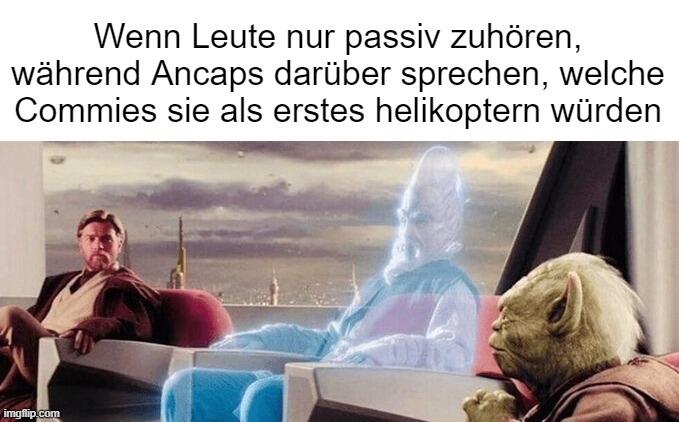 Wenn Leute nur passiv zuhören,
während Ancaps darüber sprechen, welche
Commies sie als erstes helikoptern würden
imgflip.com